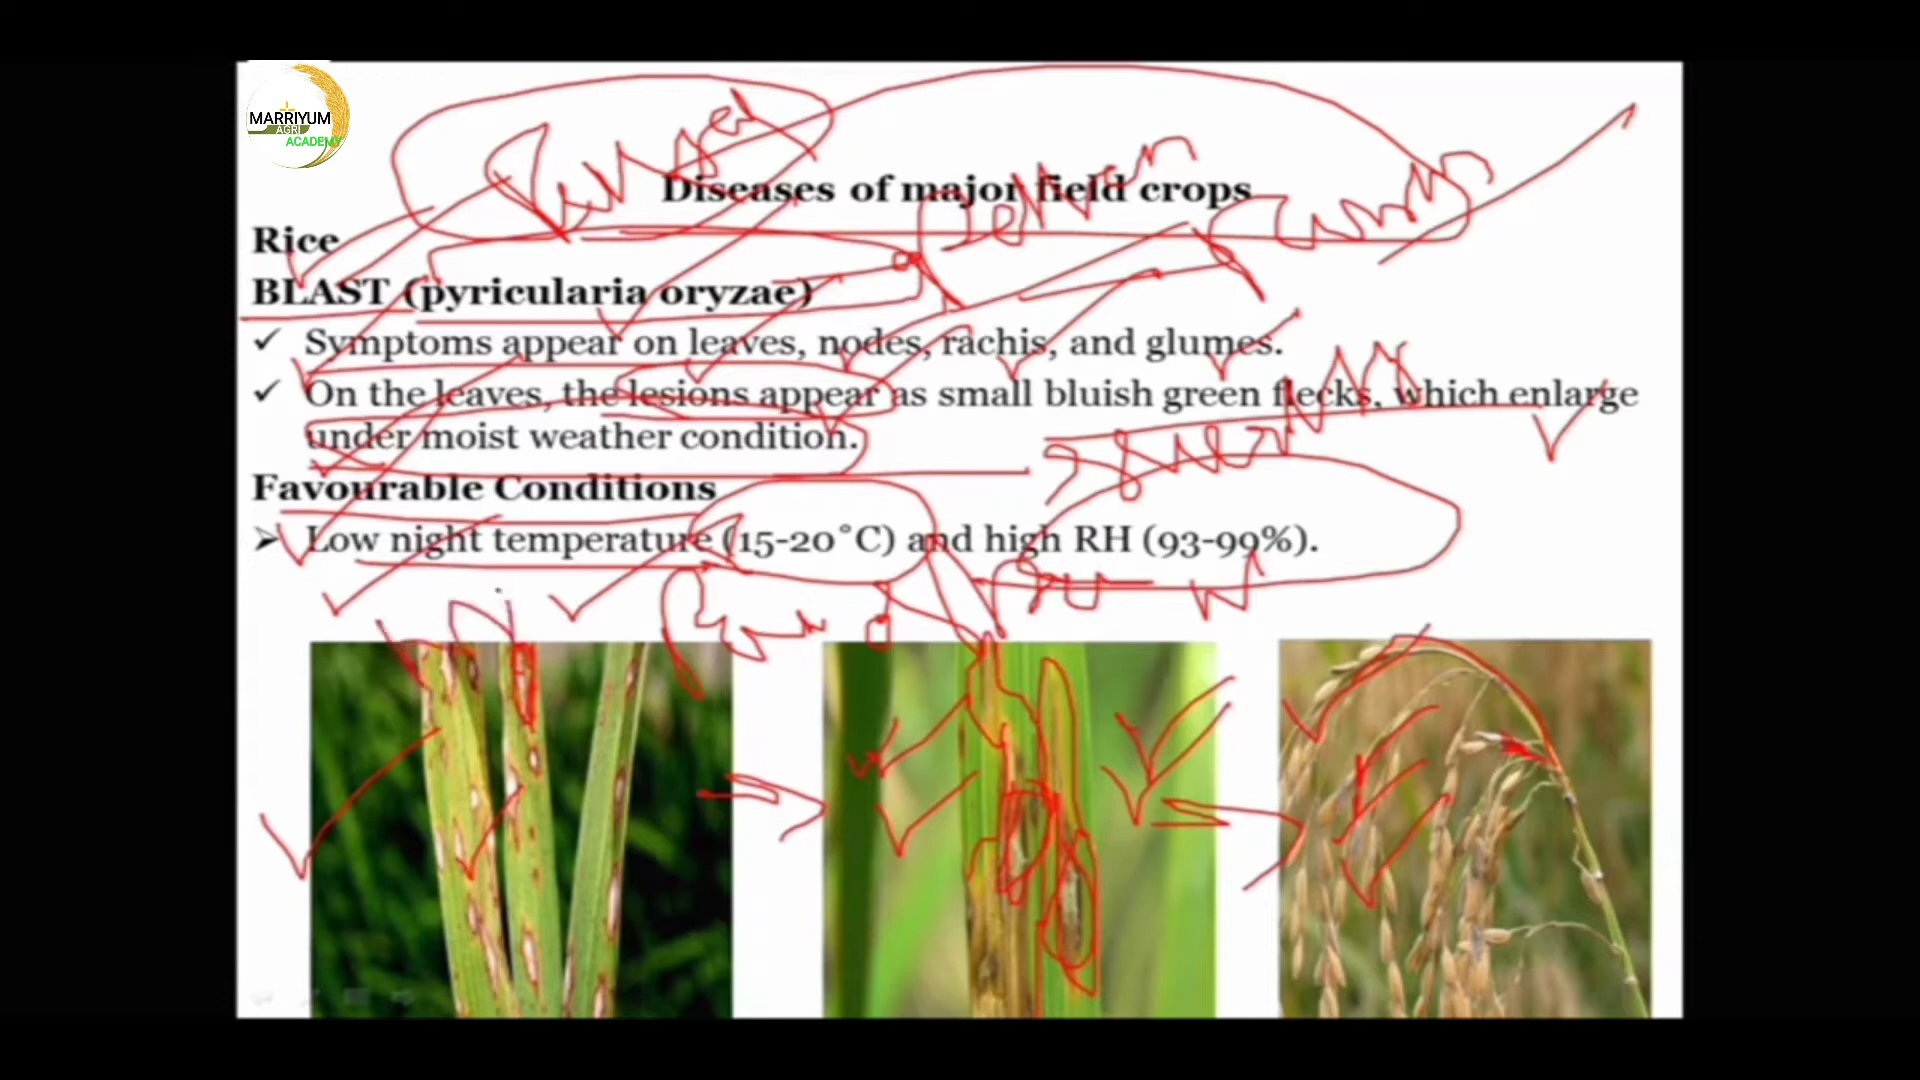 MARRIYUM
AGRI
ACADEMY
Diseases of major field crops
Rice
BLAST (pyricularia oryzae)
✓ Symptoms appear on leaves, nodes, rachis, and glumes.
✓ On the leaves, the lesions appear as small bluish green flecks, which enlarge
under moist weather condition.
Favourable Conditions
➢ Low night temperature (15-20°C) and high RH (93-99%).